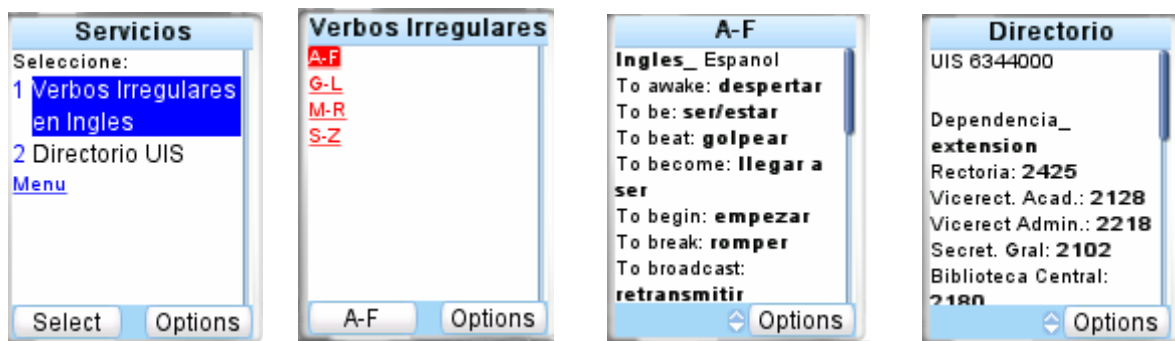 Servicios
Seleccione:
1 Verbos Irregulares
en Ingles
2 Directorio UIS
Menu
Select Options
Verbos Irregulares
A-F
G-L
M-R
S-Z
A-F Options
A-F
Ingles_ Espanol
To awake: despertar
To be: ser/estar
To beat: golpear
To become: llegar a
ser
To begin: empezar
To break: romper
To broadcast:
retransmitir
Options
Directorio
UIS 6344000
Dependencia_
extension
Rectoria: 2425
Vicerect. Acad.: 2128
Vicerect Admin.: 2218
Secret. Gral: 2102
Biblioteca Central:
2180
Options